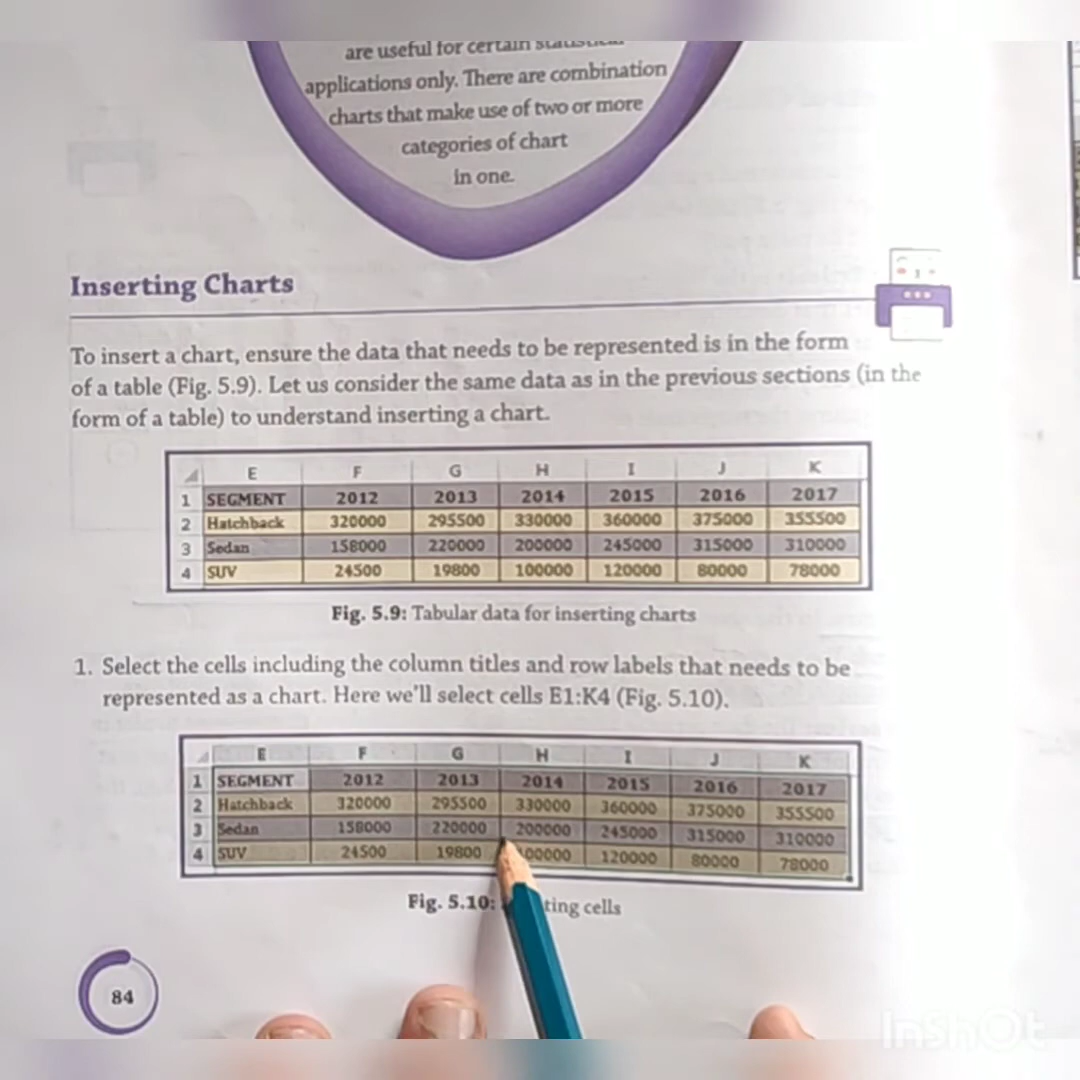 are useful for certain
applications only. There are combination
charts that make use of two or more
categories of chart
in one.
Inserting Charts
To insert a chart, ensure the data that needs to be represented is in the form
of a table (Fig. 5.9). Let us consider the same data as in the previous sections (in the
form of a table) to understand inserting a chart.
E F G H I J K
1 SEGMENT 2012 2013 2014 2015 2016 2017
2 Hatchback 320000 295500 330000 360000 375000 355500
3 Sedan 158000 220000 200000 245000 315000 310000
4 SUV 24500 19800 100000 120000 80000 78000
Fig. 5.9: Tabular data for inserting charts
1. Select the cells including the column titles and row labels that needs to be
represented as a chart. Here we'll select cells E1:K4 (Fig. 5.10).
E F G H I J K
1 SEGMENT 2012 2013 2014 2015 2016 2017
2 Hatchback 320000 295500 330000 360000 375000 355500
3 Sedan 158000 220000 200000 245000 315000 310000
4 SUV 24500 19800 00000 120000 80000 78000
Fig. 5.10: ting cells
84
InShOt